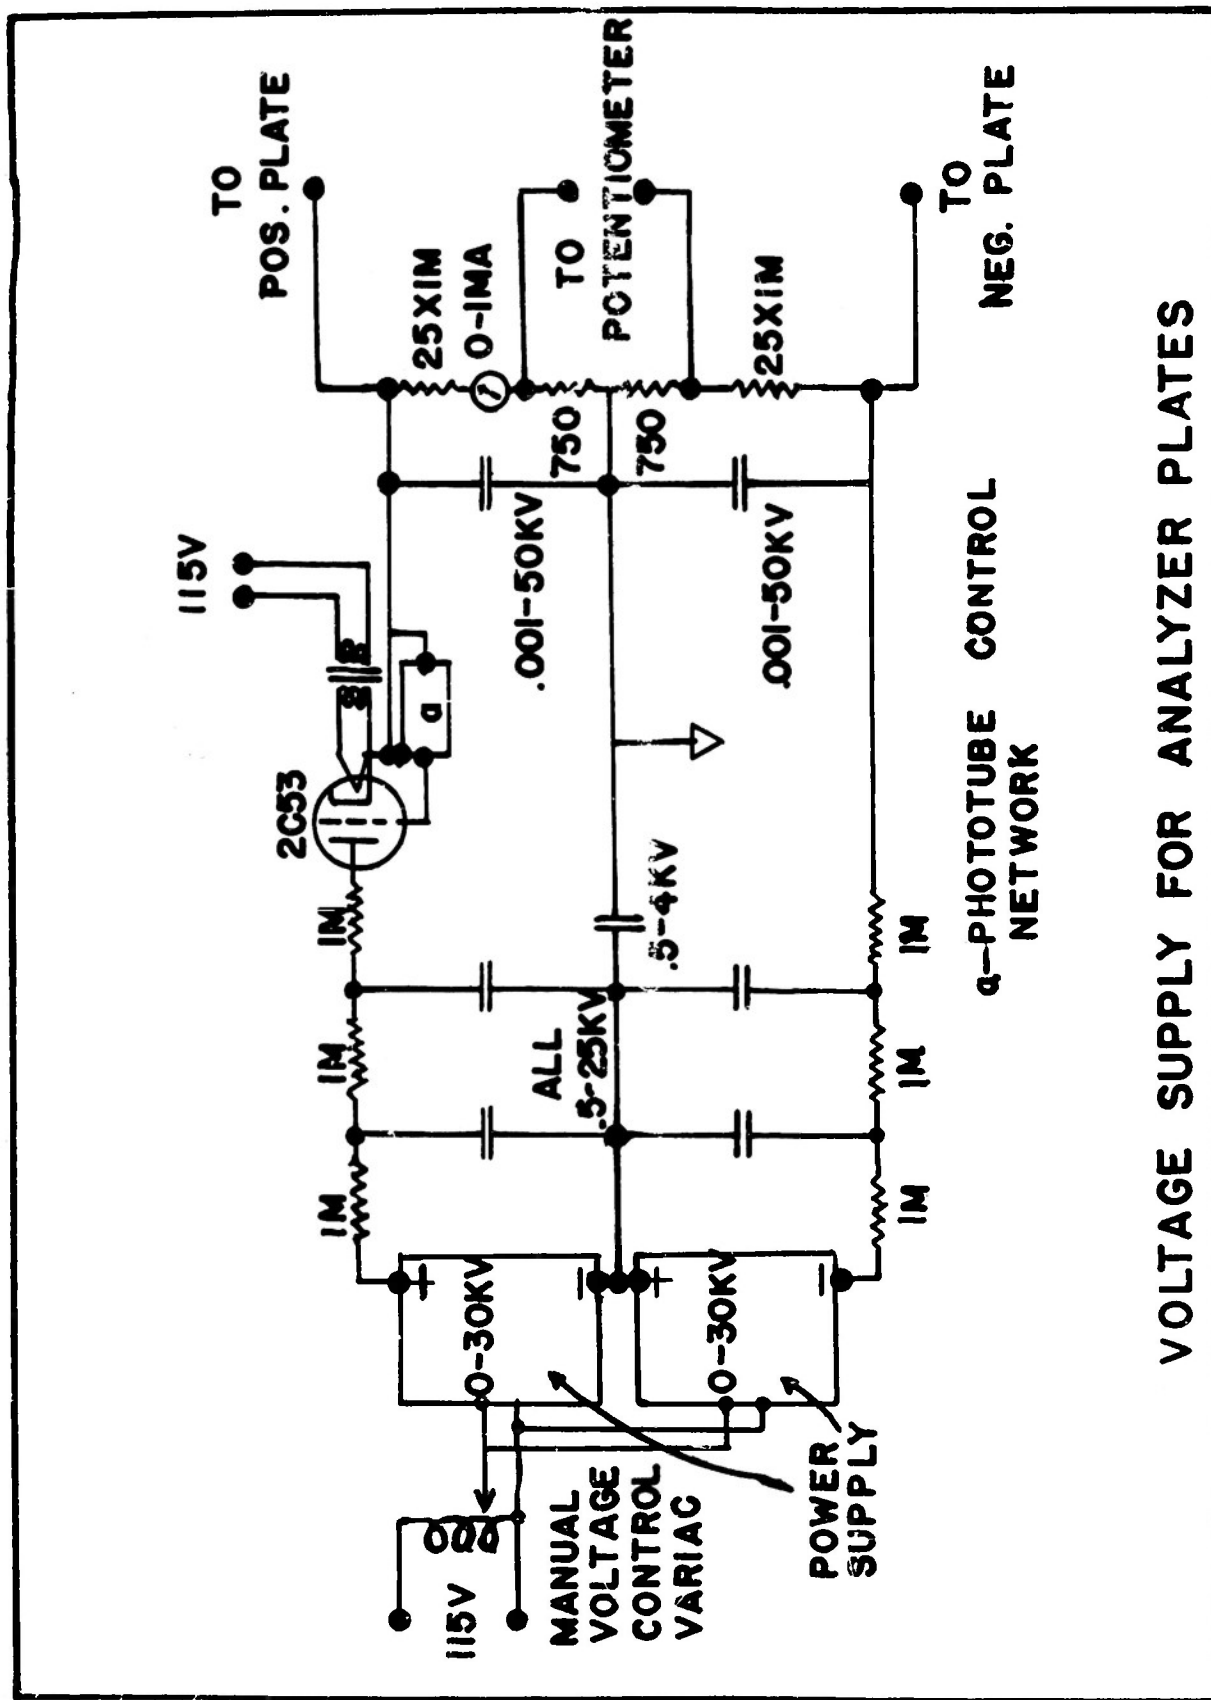 TO
POS. PLATE
115V
2C53
1M
1M
1M
a
25X1M
0-1MA
TO
POTENTIOMETER
750
750
25X1M
.001-50KV
.001-50KV
TO
NEG. PLATE
ALL
.5-25KV
.5-4KV
+
0-30KV
−
+
0-30KV
−
1M
1M
1M
115V
MANUAL
VOLTAGE
CONTROL
VARIAC
POWER
SUPPLY
a—PHOTOTUBE CONTROL
NETWORK
VOLTAGE SUPPLY FOR ANALYZER PLATES